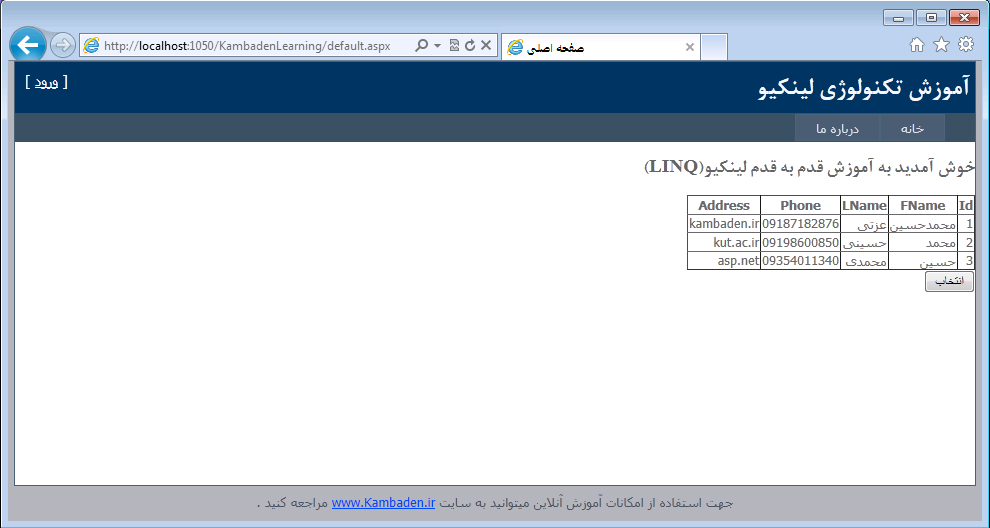 http://localhost:1050/KambadenLearning/default.aspx
صفحه اصلی
آموزش تکنولوژی لینکیو
[ ورود ]
خانه درباره ما
خوش آمدید به آموزش قدم به قدم لینکیو(LINQ)
Id FName LName Phone Address
1 محمدحسین عزتی 09187182876 kambaden.ir
2 محمد حسینی 09198600850 kut.ac.ir
3 حسین محمدی 09354011340 asp.net
انتخاب
جهت استفاده از امکانات آموزش آنلاین میتوانید به سایت www.Kambaden.ir مراجعه کنید .